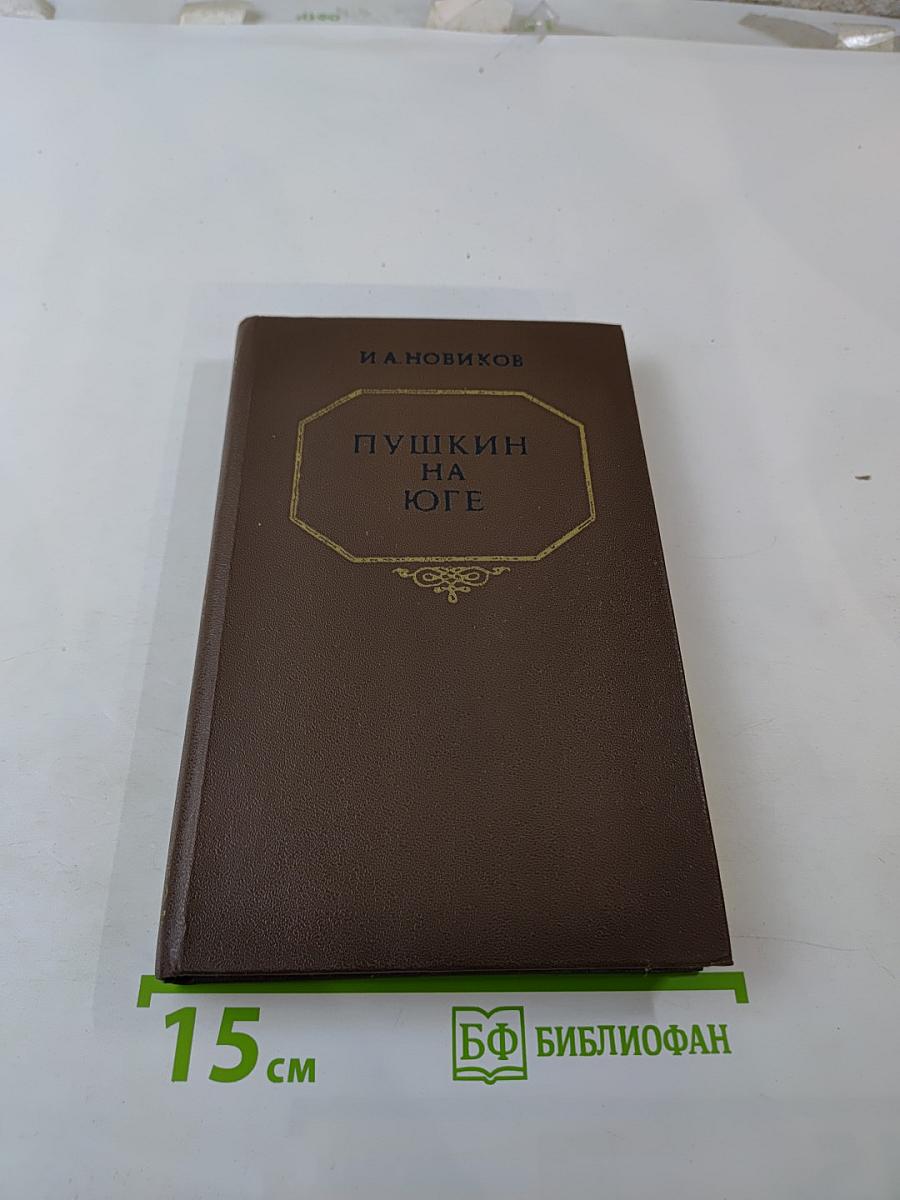 И.А.НОВИКОВ
ПУШКИН
НА
ЮГЕ
15 см
БФ БИБЛИОФАН